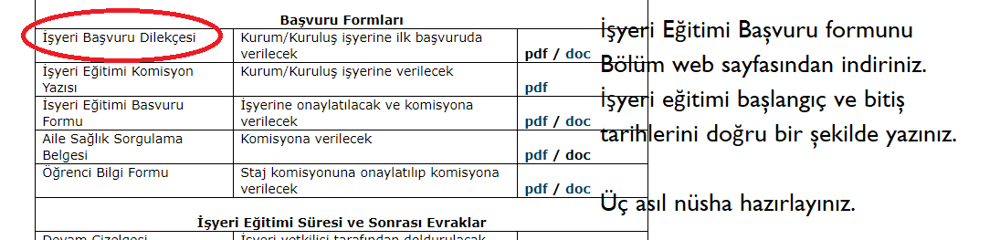 Başvuru Formları
İşyeri Başvuru Dilekçesi
Kurum/Kuruluş işyerine ilk başvuruda
verilecek
pdf / doc
İşyeri Eğitimi Komisyon
Yazısı
Kurum/Kuruluş işyerine verilecek
pdf
İsyeri Eğitimi Basvuru
Formu
İşyerine onaylatılacak ve komisyona
verilecek
pdf / doc
Aile Sağlık Sorgulama
Belgesi
Komisyona verilecek
pdf / doc
Öğrenci Bilgi Formu
Staj komisyonuna onaylatılıp komisyona
verilecek
pdf / doc
İşyeri Eğitimi Süresi ve Sonrası Evraklar
Devam Çizelgesi
İşyeri yetkilisi tarafından doldurulacak
İşyeri Eğitimi Başvuru formunu
Bölüm web sayfasından indiriniz.
İşyeri eğitimi başlangıç ve bitiş
tarihlerini doğru bir şekilde yazınız.
Üç asıl nüsha hazırlayınız.